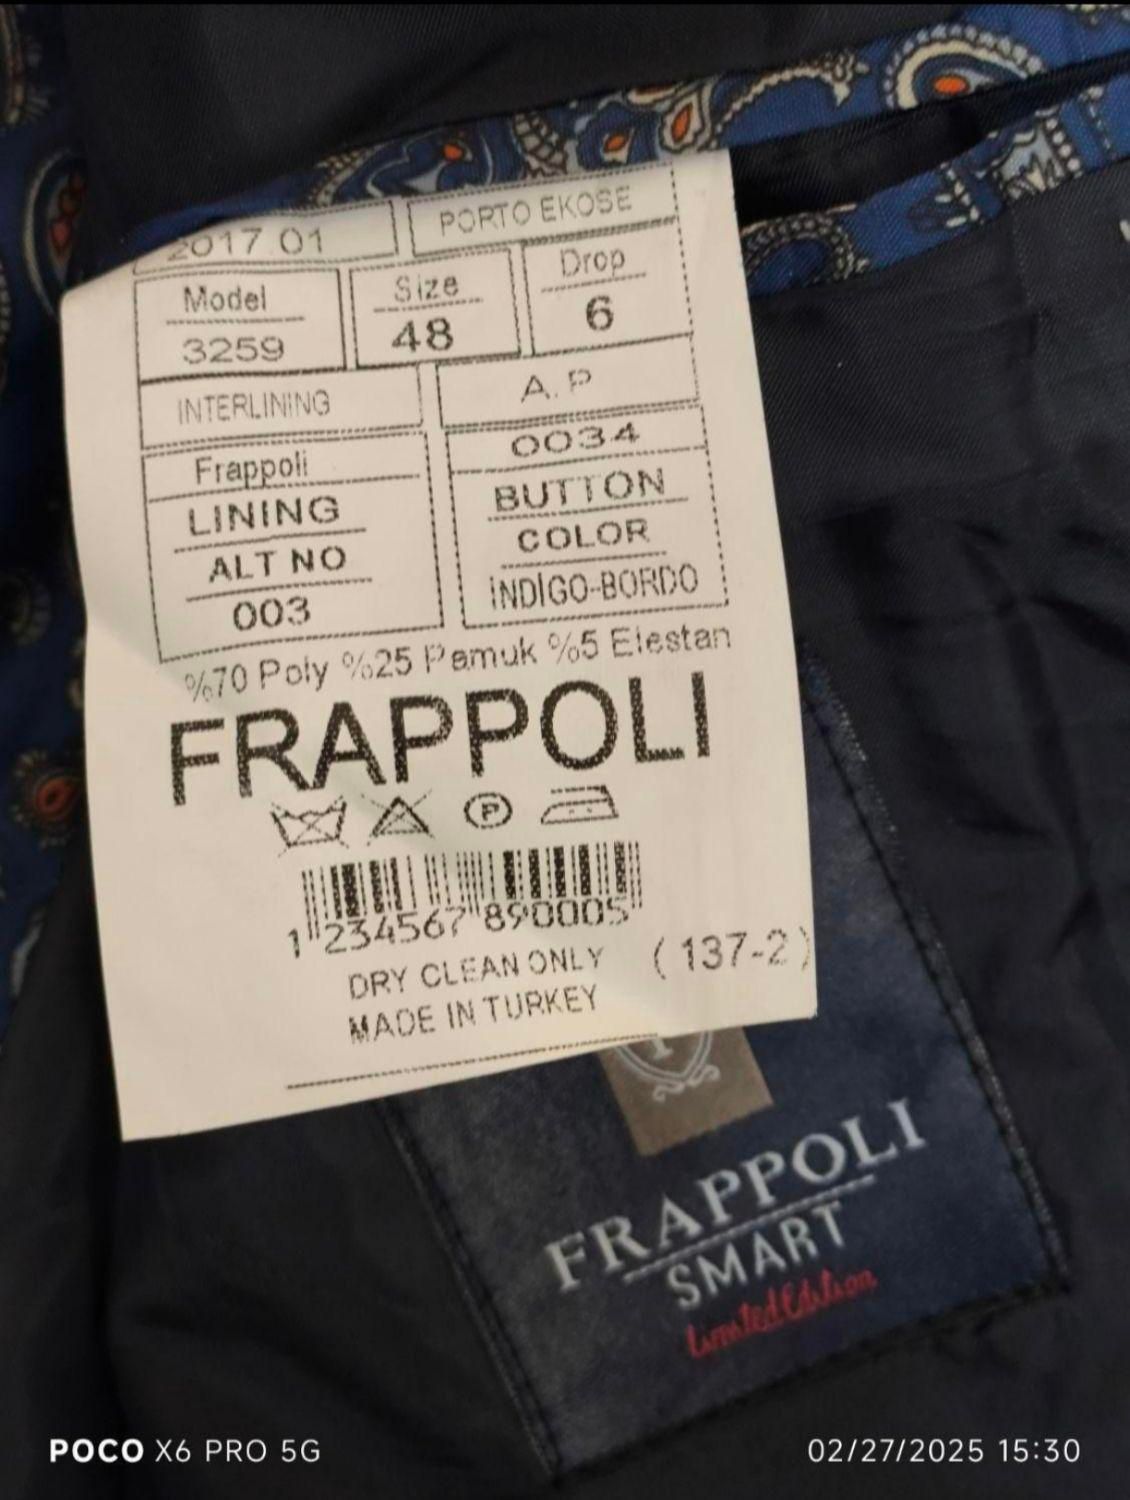 2017.01
PORTO EKOSE
Model
3259
Size
48
Drop
6
INTERLINING
A.P
Frappoli
LINING
ALT NO
003
0034
BUTTON
COLOR
İNDİGO-BORDO
%70 Poly %25 Pamuk %5 Elestan
FRAPPOLI
P
1 234567 890005
DRY CLEAN ONLY
(137-2)
MADE IN TURKEY
FRAPPOLI
SMART
Limited Edition
POCO X6 PRO 5G
02/27/2025 15:30